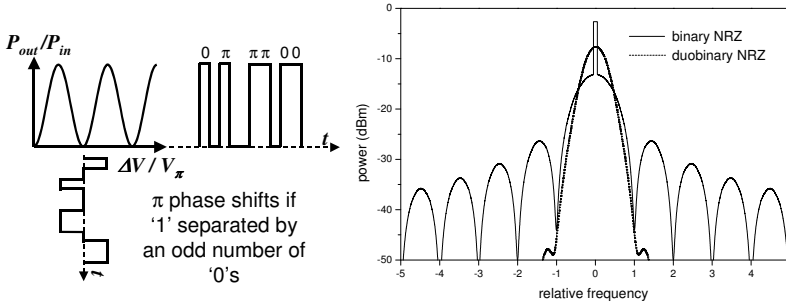 P_out/P_in
0 π π π 0 0
t
ΔV / V_π
t
π phase shifts if
‘1’ separated by
an odd number of
‘0’s
binary NRZ
duobinary NRZ
power (dBm)
0
-10
-20
-30
-40
-50
-5 -4 -3 -2 -1 0 1 2 3 4
relative frequency